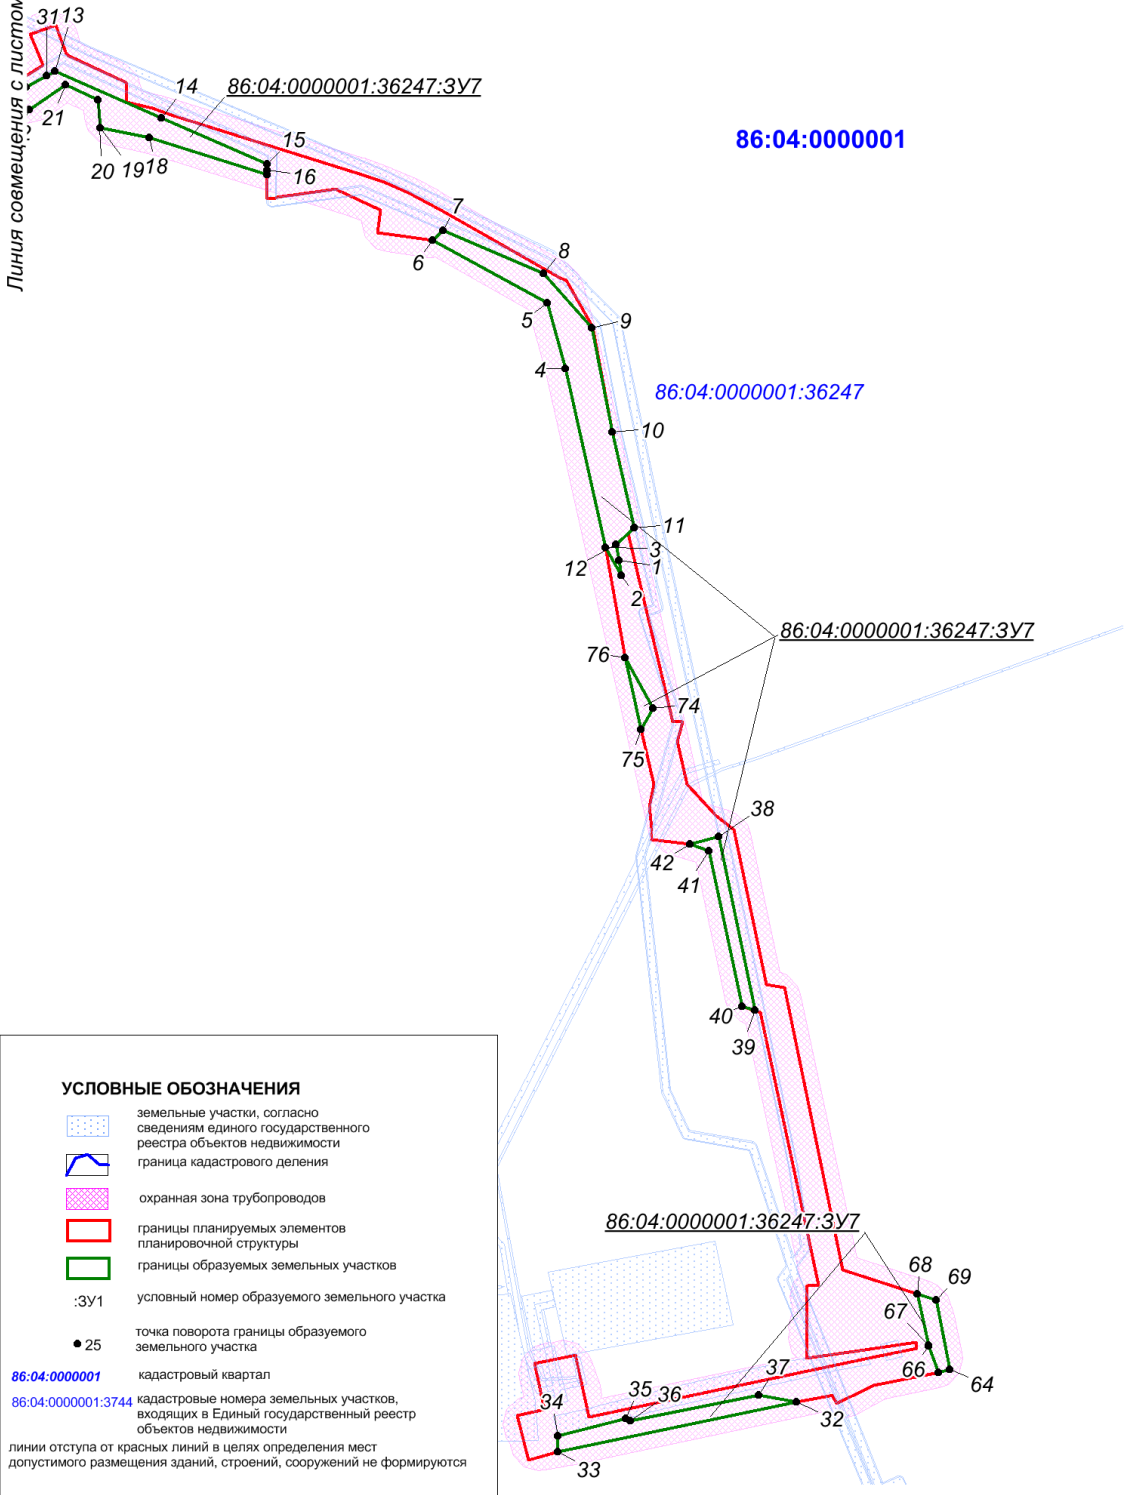 Линия совмещения с листом
31
13
14
86:04:0000001:36247:ЗУ7
86:04:0000001
21
15
20
19
18
16
7
6
8
5
9
4
86:04:0000001:36247
10
11
3
12
1
2
86:04:0000001:36247:ЗУ7
76
74
75
38
42
41
40
39
86:04:0000001:36247:ЗУ7
68
69
67
66
64
37
35
36
34
32
33
УСЛОВНЫЕ ОБОЗНАЧЕНИЯ
земельные участки, согласно
сведениям единого государственного
реестра объектов недвижимости
граница кадастрового деления
охранная зона трубопроводов
границы планируемых элементов
планировочной структуры
границы образуемых земельных участков
:ЗУ1 условный номер образуемого земельного участка
25 точка поворота границы образуемого
земельного участка
86:04:0000001 кадастровый квартал
86:04:0000001:3744 кадастровые номера земельных участков,
входящих в Единый государственный реестр
объектов недвижимости
линии отступа от красных линий в целях определения мест
допустимого размещения зданий, строений, сооружений не формируются